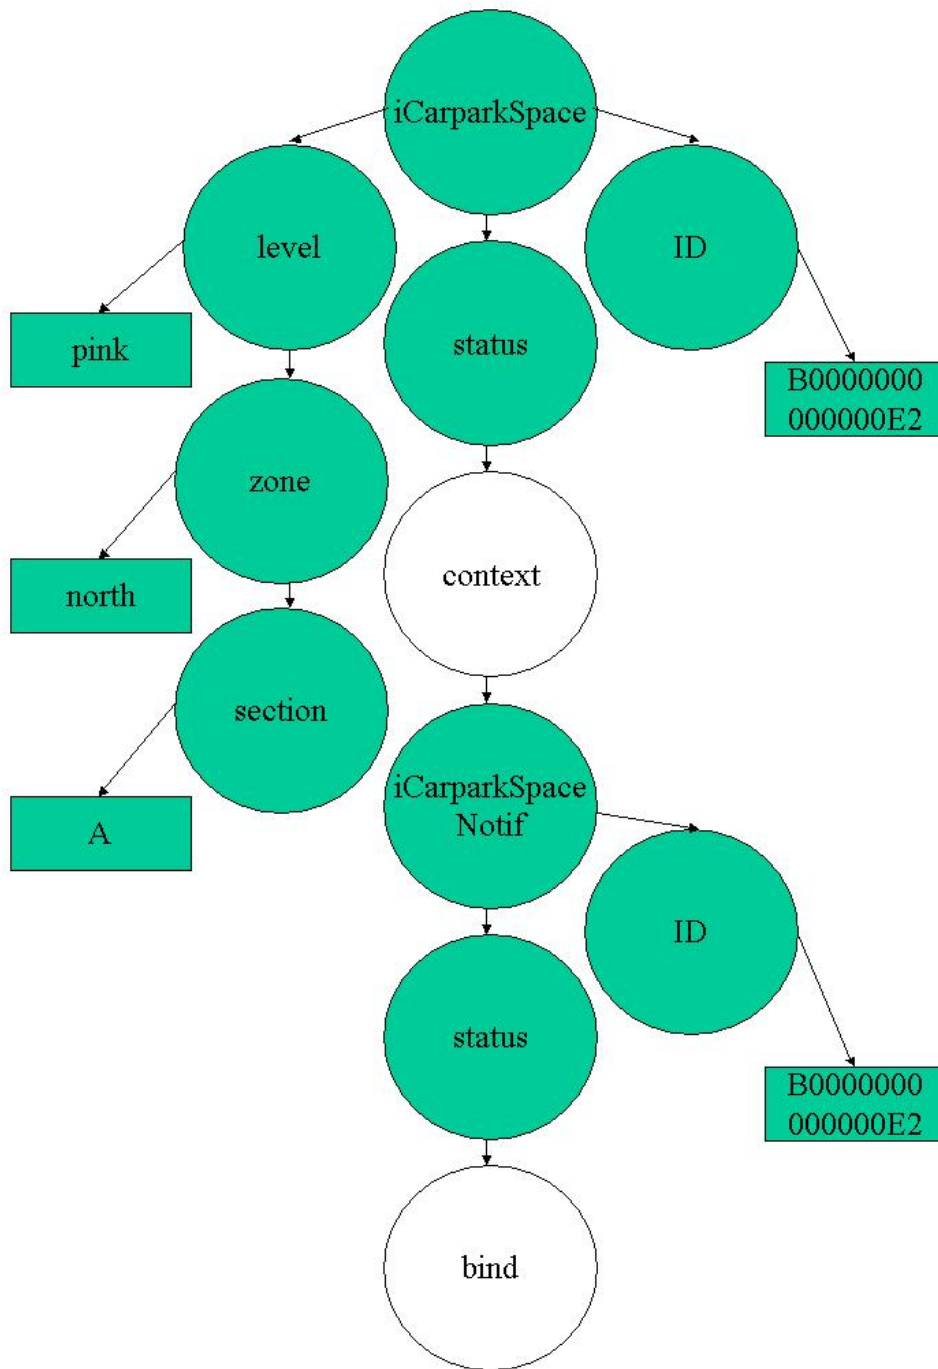 iCarparkSpace
level
ID
status
pink
B0000000
000000E2
zone
context
north
section
iCarparkSpace
Notif
A
ID
status
B0000000
000000E2
bind